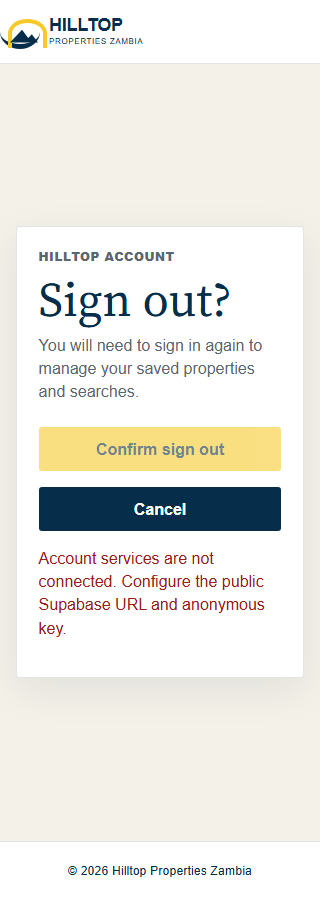 HILLTOP
PROPERTIES ZAMBIA
HILLTOP ACCOUNT
Sign out?
You will need to sign in again to
manage your saved properties
and searches.
Confirm sign out
Cancel
Account services are not
connected. Configure the public
Supabase URL and anonymous
key.
© 2026 Hilltop Properties Zambia